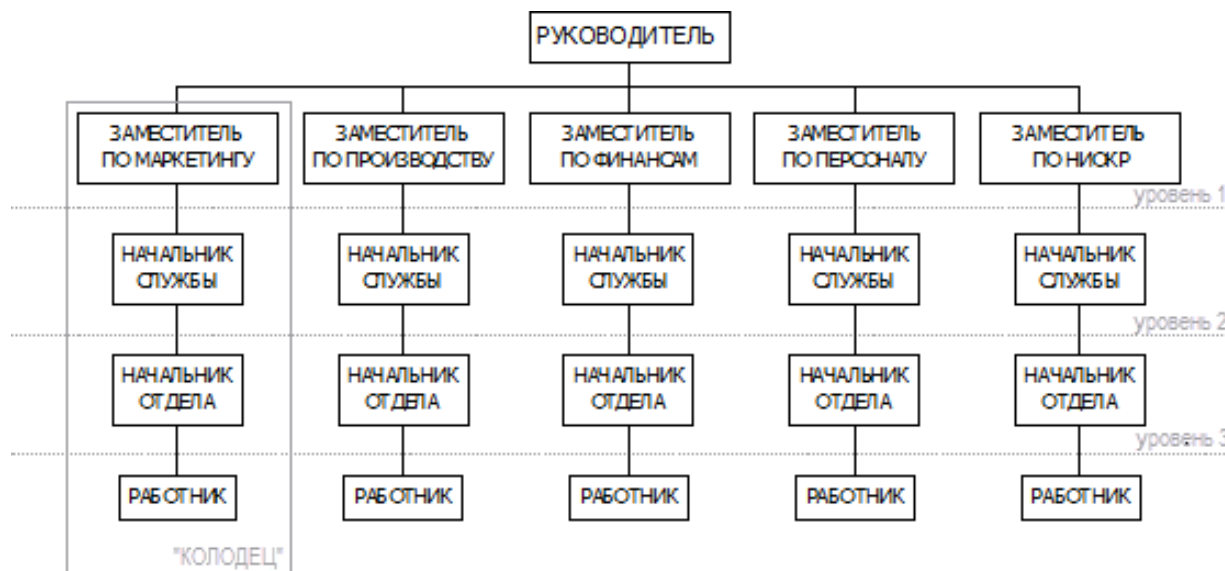 РУКОВОДИТЕЛЬ
ЗАМЕСТИТЕЛЬ
ПО МАРКЕТИНГУ
ЗАМЕСТИТЕЛЬ
ПО ПРОИЗВОДСТВУ
ЗАМЕСТИТЕЛЬ
ПО ФИНАНСАМ
ЗАМЕСТИТЕЛЬ
ПО ПЕРСОНАЛУ
ЗАМЕСТИТЕЛЬ
ПО НИОКР
уровень 1
НАЧАЛЬНИК
СЛУЖБЫ
НАЧАЛЬНИК
СЛУЖБЫ
НАЧАЛЬНИК
СЛУЖБЫ
НАЧАЛЬНИК
СЛУЖБЫ
НАЧАЛЬНИК
СЛУЖБЫ
уровень 2
НАЧАЛЬНИК
ОТДЕЛА
НАЧАЛЬНИК
ОТДЕЛА
НАЧАЛЬНИК
ОТДЕЛА
НАЧАЛЬНИК
ОТДЕЛА
НАЧАЛЬНИК
ОТДЕЛА
уровень 3
РАБОТНИК
РАБОТНИК
РАБОТНИК
РАБОТНИК
РАБОТНИК
"КОЛОДЕЦ"